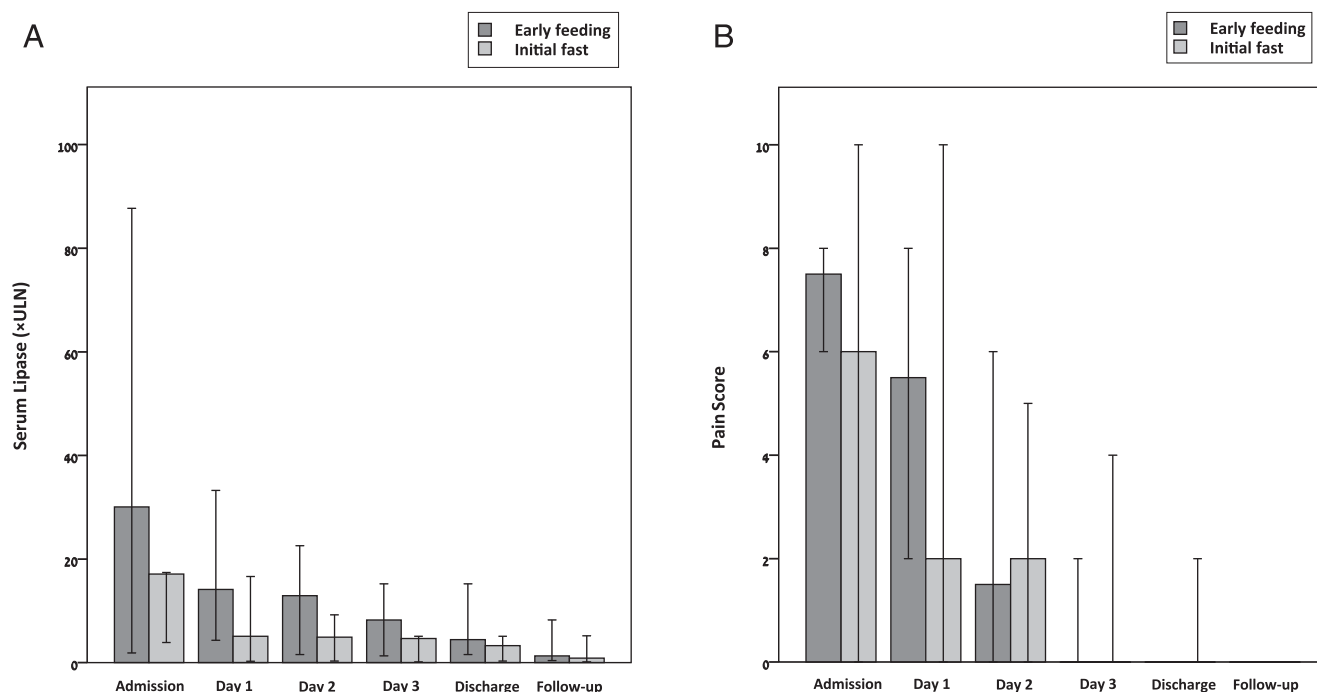 A
Early feeding
Initial fast
100
80
60
40
20
0
Serum Lipase (×ULN)
Admission
Day 1
Day 2
Day 3
Discharge
Follow-up
B
Early feeding
Initial fast
10
8
6
4
2
0
Pain Score
Admission
Day 1
Day 2
Day 3
Discharge
Follow-up